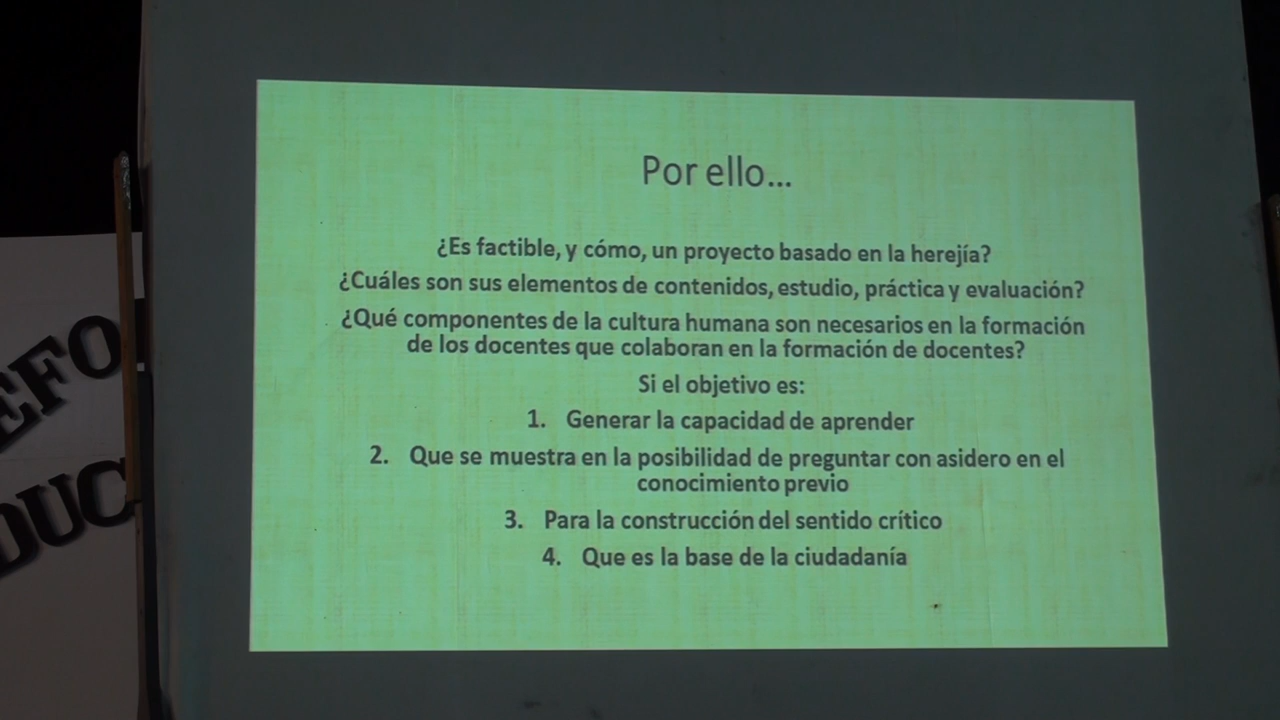 Por ello...
¿Es factible, y cómo, un proyecto basado en la herejía?
¿Cuáles son sus elementos de contenidos, estudio, práctica y evaluación?
¿Qué componentes de la cultura humana son necesarios en la formación
de los docentes que colaboran en la formación de docentes?
Si el objetivo es:
1. Generar la capacidad de aprender
2. Que se muestra en la posibilidad de preguntar con asidero en el
conocimiento previo
3. Para la construcción del sentido crítico
4. Que es la base de la ciudadanía
EFO
DUC